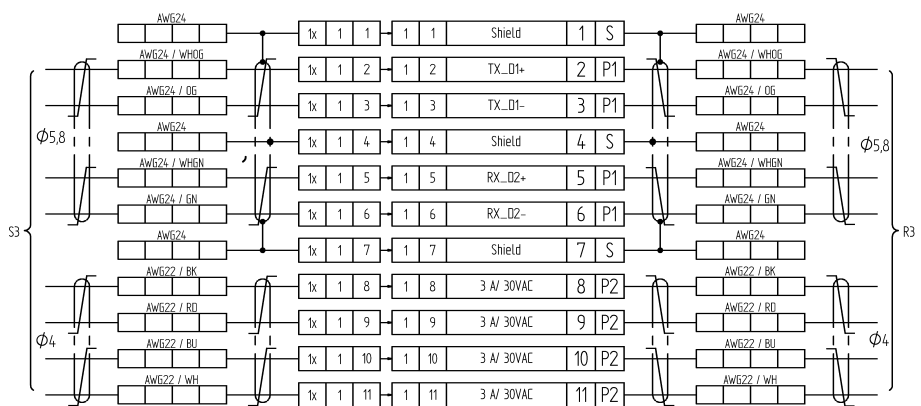 AWG24 1x 1 1 1 1 Shield 1 S AWG24
AWG24 / WHOG 1x 1 2 1 2 TX_D1+ 2 P1 AWG24 / WHOG
AWG24 / OG 1x 1 3 1 3 TX_D1- 3 P1 AWG24 / OG
Φ5,8 AWG24 1x 1 4 1 4 Shield 4 S AWG24 Φ5,8
AWG24 / WHGN 1x 1 5 1 5 RX_D2+ 5 P1 AWG24 / WHGN
AWG24 / GN 1x 1 6 1 6 RX_D2- 6 P1 AWG24 / GN
S3 AWG24 1x 1 7 1 7 Shield 7 S AWG24 R3
AWG22 / BK 1x 1 8 1 8 3 A/ 30VAC 8 P2 AWG22 / BK
AWG22 / RD 1x 1 9 1 9 3 A/ 30VAC 9 P2 AWG22 / RD
Φ4 AWG22 / BU 1x 1 10 1 10 3 A/ 30VAC 10 P2 AWG22 / BU Φ4
AWG22 / WH 1x 1 11 1 11 3 A/ 30VAC 11 P2 AWG22 / WH